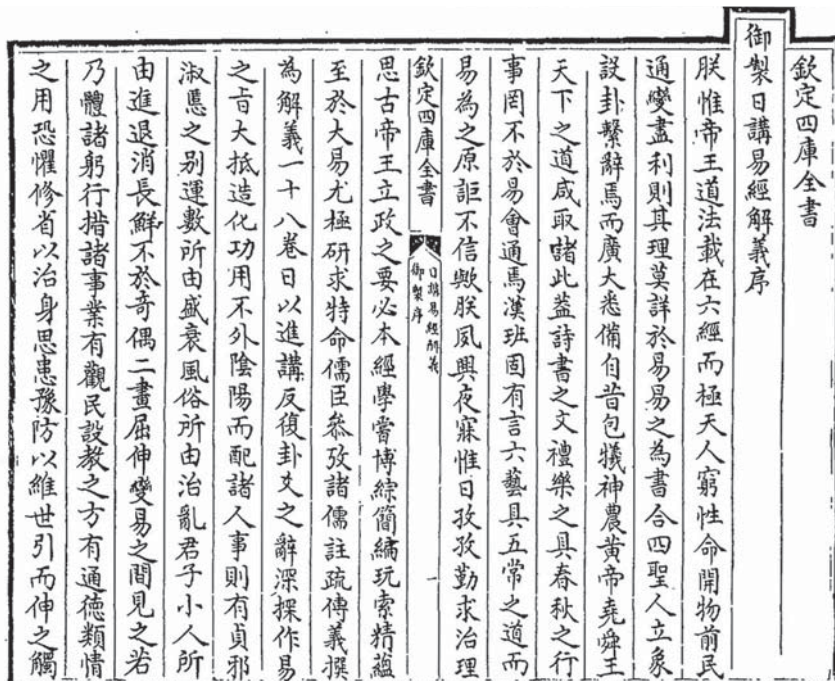 欽定四庫全書
御製日講易經解義序
朕惟帝王道法載在六經而極天人窮性命開物前民
通變盡利則其理莫詳於易易之為書合四聖人立象
設卦繫辭焉而廣大悉備自昔包犧神農黃帝堯舜王
天下之道咸取諸此蓋詩書之文禮樂之具春秋之行
事罔不於易會通焉漢班固有言六藝具五常之道而
易為之原詎不信歟朕夙興夜寐惟日孜孜勤求治理
欽定四庫全書
日講易經解義
御製序
一
思古帝王立政之要必本經學嘗博綜簡編玩索精蘊
至於大易尤極研求特命儒臣叅攷諸儒註疏傳義撰
為解義一十八卷日以進講反復卦爻之辭深探作易
之㫖大抵造化功用不外陰陽而配諸人事則有貞邪
淑慝之别運數所由盛衰風俗所由治亂君子小人所
由進退消長鮮不於奇偶二畫屈伸變易之間見之若
乃體諸躬行措諸事業有觀民設教之方有通徳類情
之用恐懼修省以治身思患豫防以維世引而伸之觸